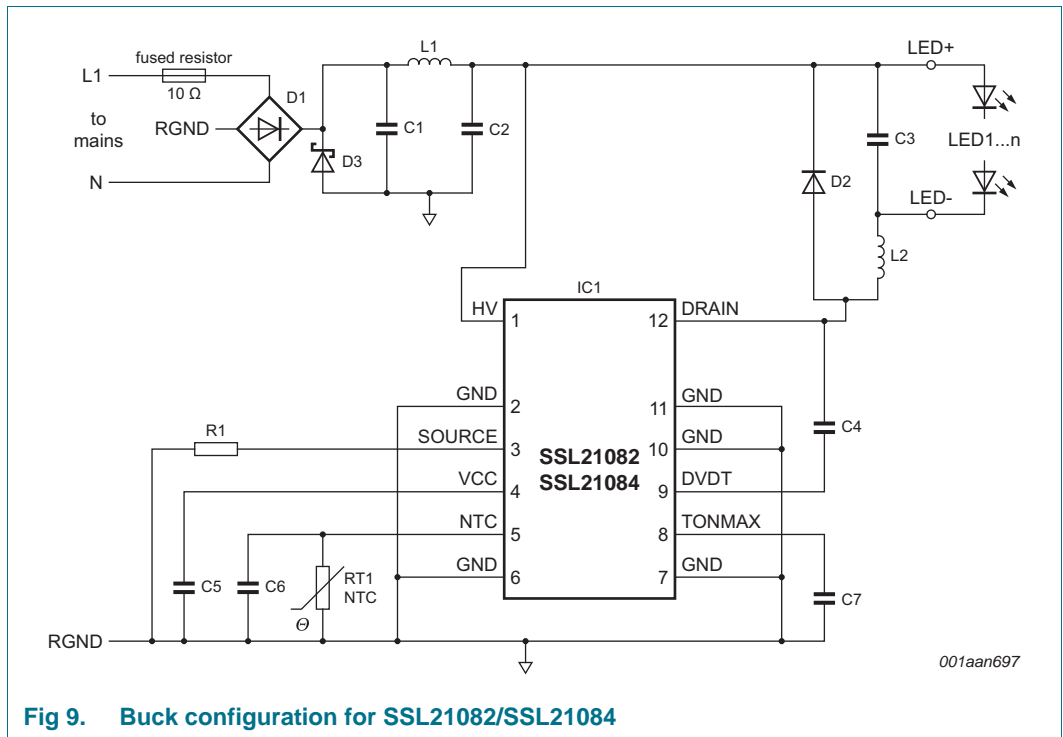 fused resistor
L1
10 Ω
D1
L1
LED+
to
mains
RGND
C1
C2
C3
LED1...n
D3
D2
N
LED-
L2
IC1
HV
DRAIN
1
12
GND
GND
2
11
C4
R1
SOURCE
GND
3
10
SSL21082
SSL21084
VCC
DVDT
4
9
NTC
TONMAX
5
8
C5
C6
RT1
NTC
GND
GND
6
7
C7
Θ
RGND
001aan697
Fig 9. Buck configuration for SSL21082/SSL21084